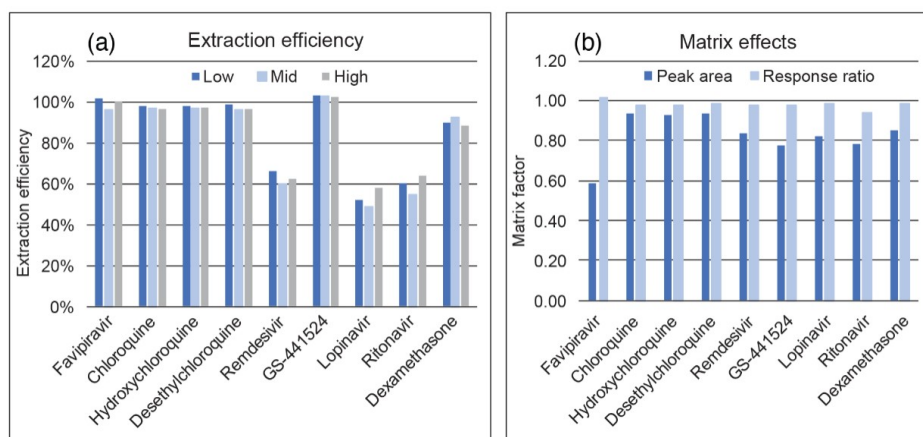 (a) Extraction efficiency
120%
Low Mid High
100%
80%
60%
40%
20%
0%
Extraction efficiency
Favipiravir
Chloroquine
Hydroxychloroquine
Desethylchloroquine
Remdesivir
GS-441524
Lopinavir
Ritonavir
Dexamethasone
(b) Matrix effects
1.20
Peak area Response ratio
1.00
0.80
0.60
0.40
0.20
0.00
Matrix factor
Favipiravir
Chloroquine
Hydroxychloroquine
Desethylchloroquine
Remdesivir
GS-441524
Lopinavir
Ritonavir
Dexamethasone